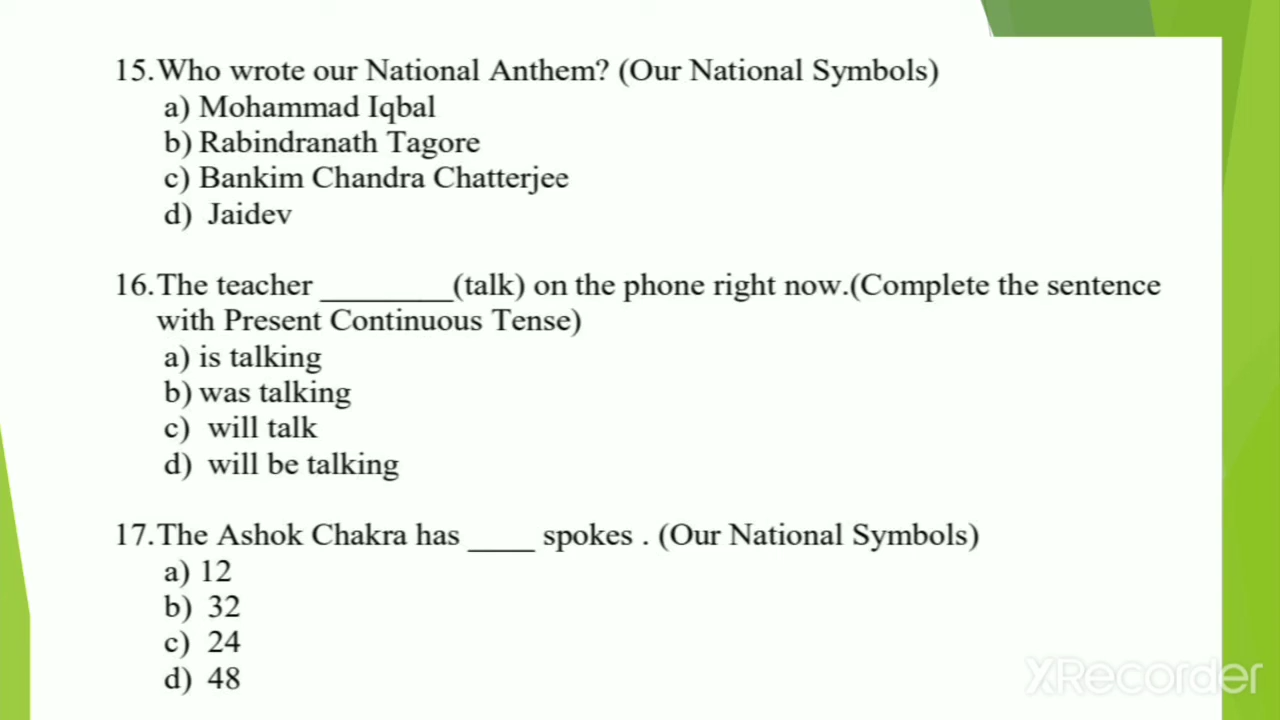 15.Who wrote our National Anthem? (Our National Symbols)
a) Mohammad Iqbal
b) Rabindranath Tagore
c) Bankim Chandra Chatterjee
d) Jaidev
16.The teacher ________(talk) on the phone right now.(Complete the sentence
with Present Continuous Tense)
a) is talking
b) was talking
c) will talk
d) will be talking
17.The Ashok Chakra has ____ spokes . (Our National Symbols)
a) 12
b) 32
c) 24
d) 48
XRecorder